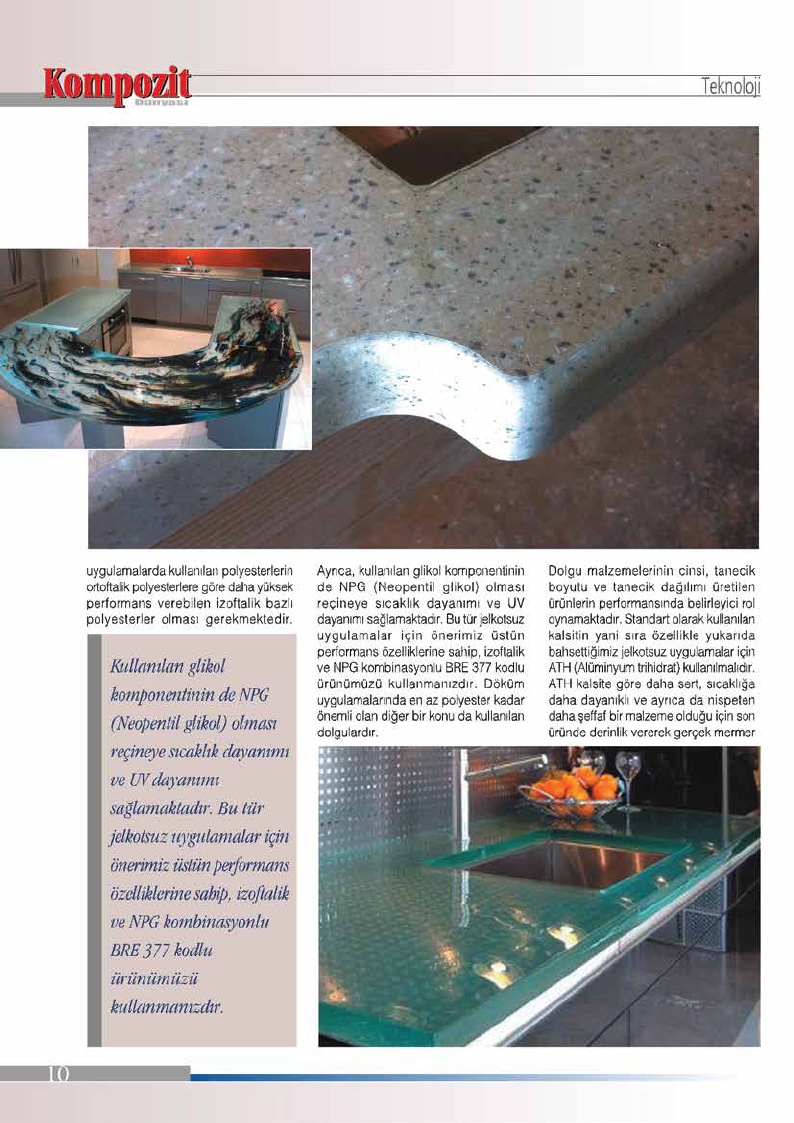 Kompozit
Dünyası
Teknoloji
uygulamalarda kullanılan polyesterlerin
ortoftalik polyesterlere göre daha yüksek
performans verebilen izoftalik bazlı
polyesterler olması gerekmektedir.
Kullanılan glikol
komponentinin de NPG
(Neopentil glikol) olması
reçineye sıcaklık dayanımı
ve UV dayanımı
sağlamaktadır. Bu tür
jelkotsuz uygulamalar için
önerimiz üstün performans
özelliklerine sahip, izoftalik
ve NPG kombinasyonlu
BRE 377 kodlu
ürünümüzü
kullanmanızdır.
Ayrıca, kullanılan glikol komponentinin
de NPG (Neopentil glikol) olması
reçineye sıcaklık dayanımı ve UV
dayanımı sağlamaktadır. Bu tür jelkotsuz
uygulamalar için önerimiz üstün
performans özelliklerine sahip, izoftalik
ve NPG kombinasyonlu BRE 377 kodlu
ürünümüzü kullanmanızdır. Döküm
uygulamalarında en az polyester kadar
önemli olan diğer bir konu da kullanılan
dolgulardır.
Dolgu malzemelerinin cinsi, tanecik
boyutu ve tanecik dağılımı üretilen
ürünlerin performansında belirleyici rol
oynamaktadır. Standart olarak kullanılan
kalsitin yani sıra özellikle yukarıda
bahsettiğimiz jelkotsuz uygulamalar için
ATH (Alüminyum trihidrat) kullanılmalıdır.
ATH kalsite göre daha sert, sıcaklığa
daha dayanıklı ve ayrıca da nispeten
daha şeffaf bir malzeme olduğu için son
üründe derinlik vererek gerçek mermer
10